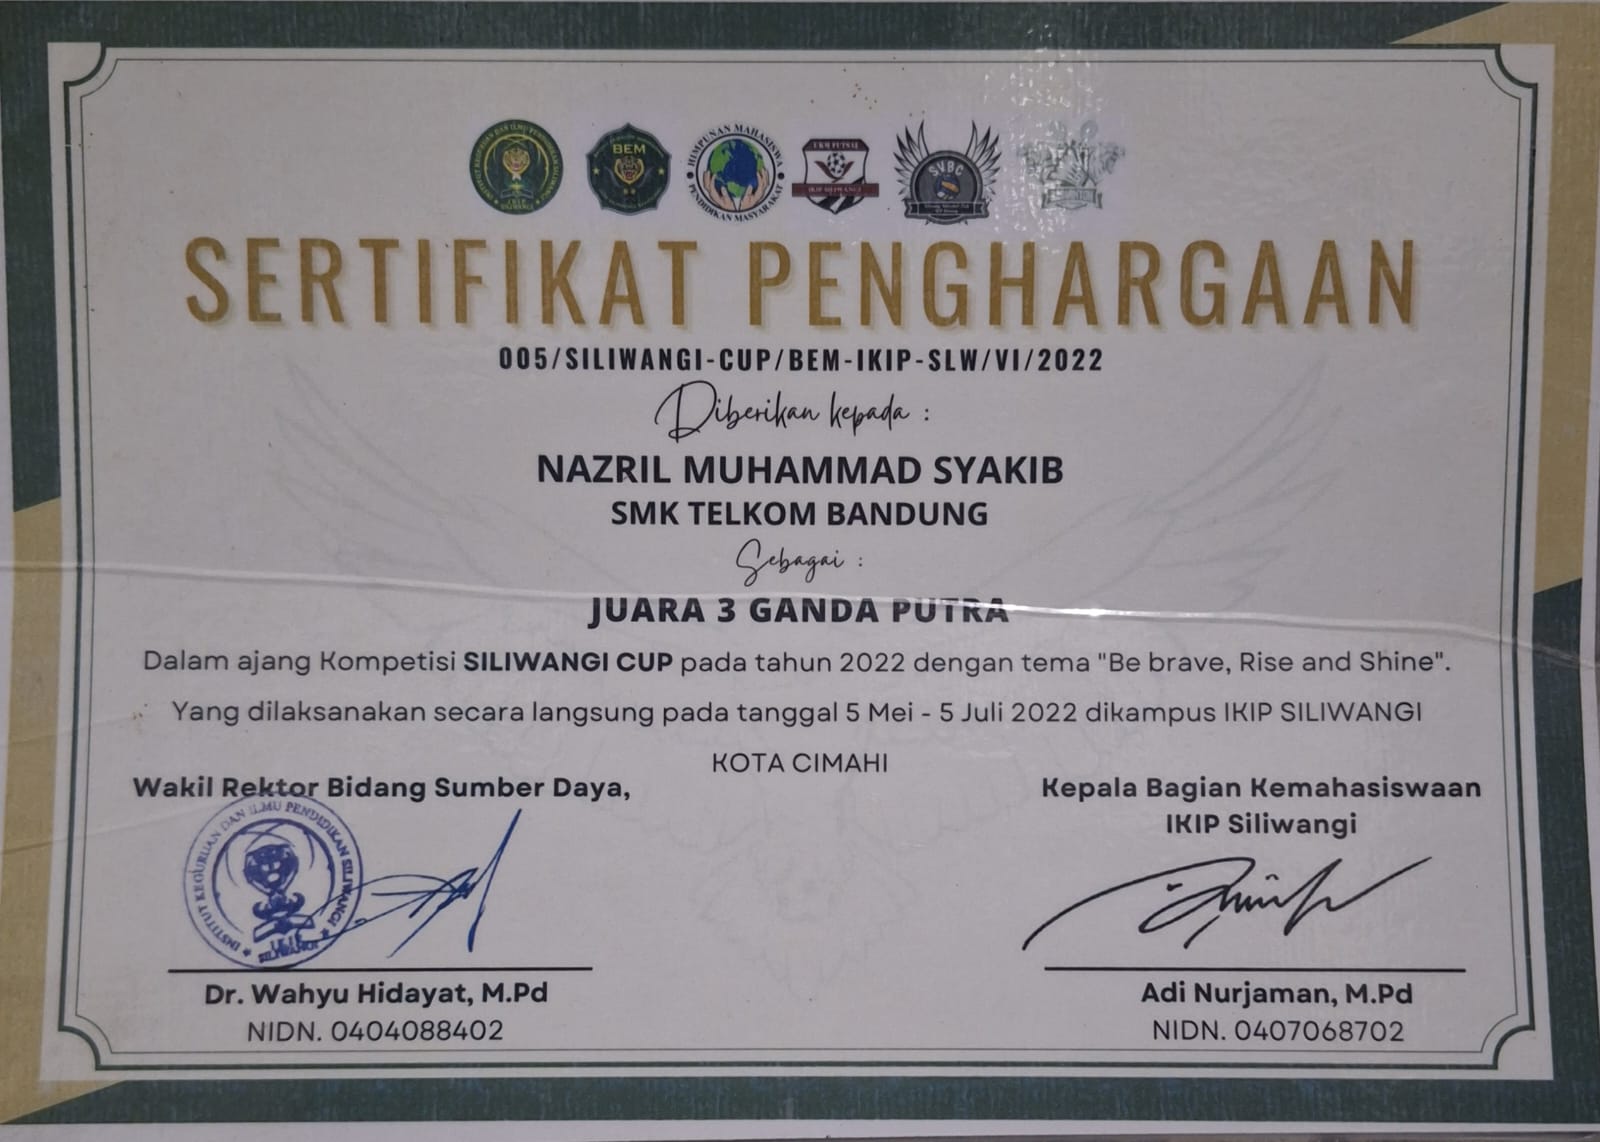 BEM
HIMPUNAN MAHASISWA
PENDIDIKAN MASYARAKAT
UKM FUTSAL
IKIP SILIWANGI
SVBC
SERTIFIKAT PENGHARGAAN
005/SILIWANGI-CUP/BEM-IKIP-SLW/VI/2022
Diberikan kepada :
NAZRIL MUHAMMAD SYAKIB
SMK TELKOM BANDUNG
Sebagai :
JUARA 3 GANDA PUTRA
Dalam ajang Kompetisi SILIWANGI CUP pada tahun 2022 dengan tema "Be brave, Rise and Shine".
Yang dilaksanakan secara langsung pada tanggal 5 Mei - 5 Juli 2022 dikampus IKIP SILIWANGI
KOTA CIMAHI
Wakil Rektor Bidang Sumber Daya,
INSTITUT KEGURUAN DAN ILMU PENDIDIKAN SILIWANGI
IKIP
SILIWANGI
Dr. Wahyu Hidayat, M.Pd
NIDN. 0404088402
Kepala Bagian Kemahasiswaan
IKIP Siliwangi
Adi Nurjaman, M.Pd
NIDN. 0407068702